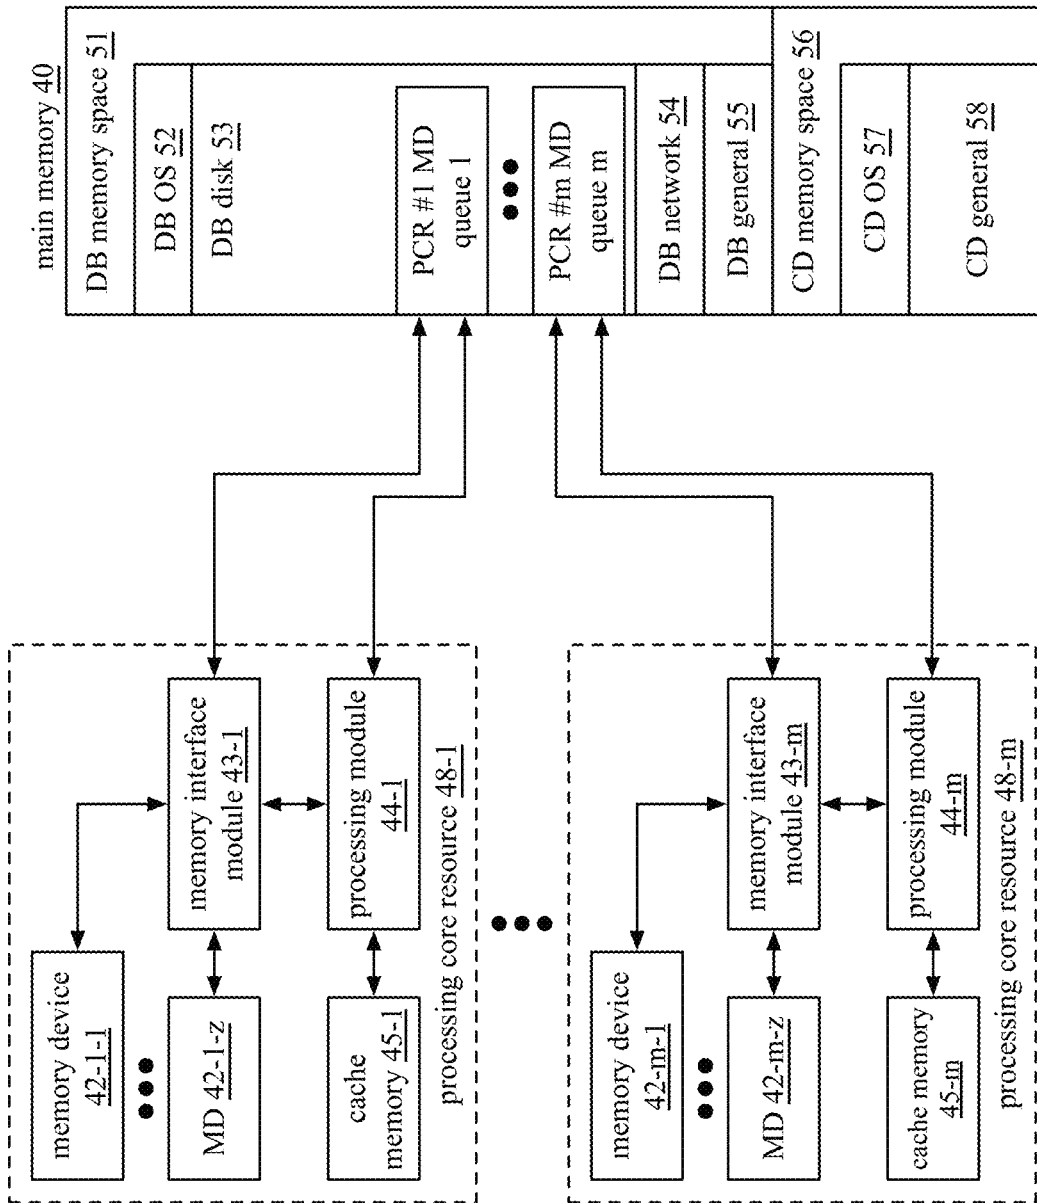 main memory 40
DB memory space 51
DB OS 52
DB disk 53
PCR #1 MD
queue 1
PCR #m MD
queue m
DB network 54
DB general 55
CD memory space 56
CD OS 57
CD general 58
memory device
42-1-1
MD 42-1-z
memory interface
module 43-1
cache
memory 45-1
processing module
44-1
processing core resource 48-1
memory device
42-m-1
MD 42-m-z
memory interface
module 43-m
cache memory
45-m
processing module
44-m
processing core resource 48-m